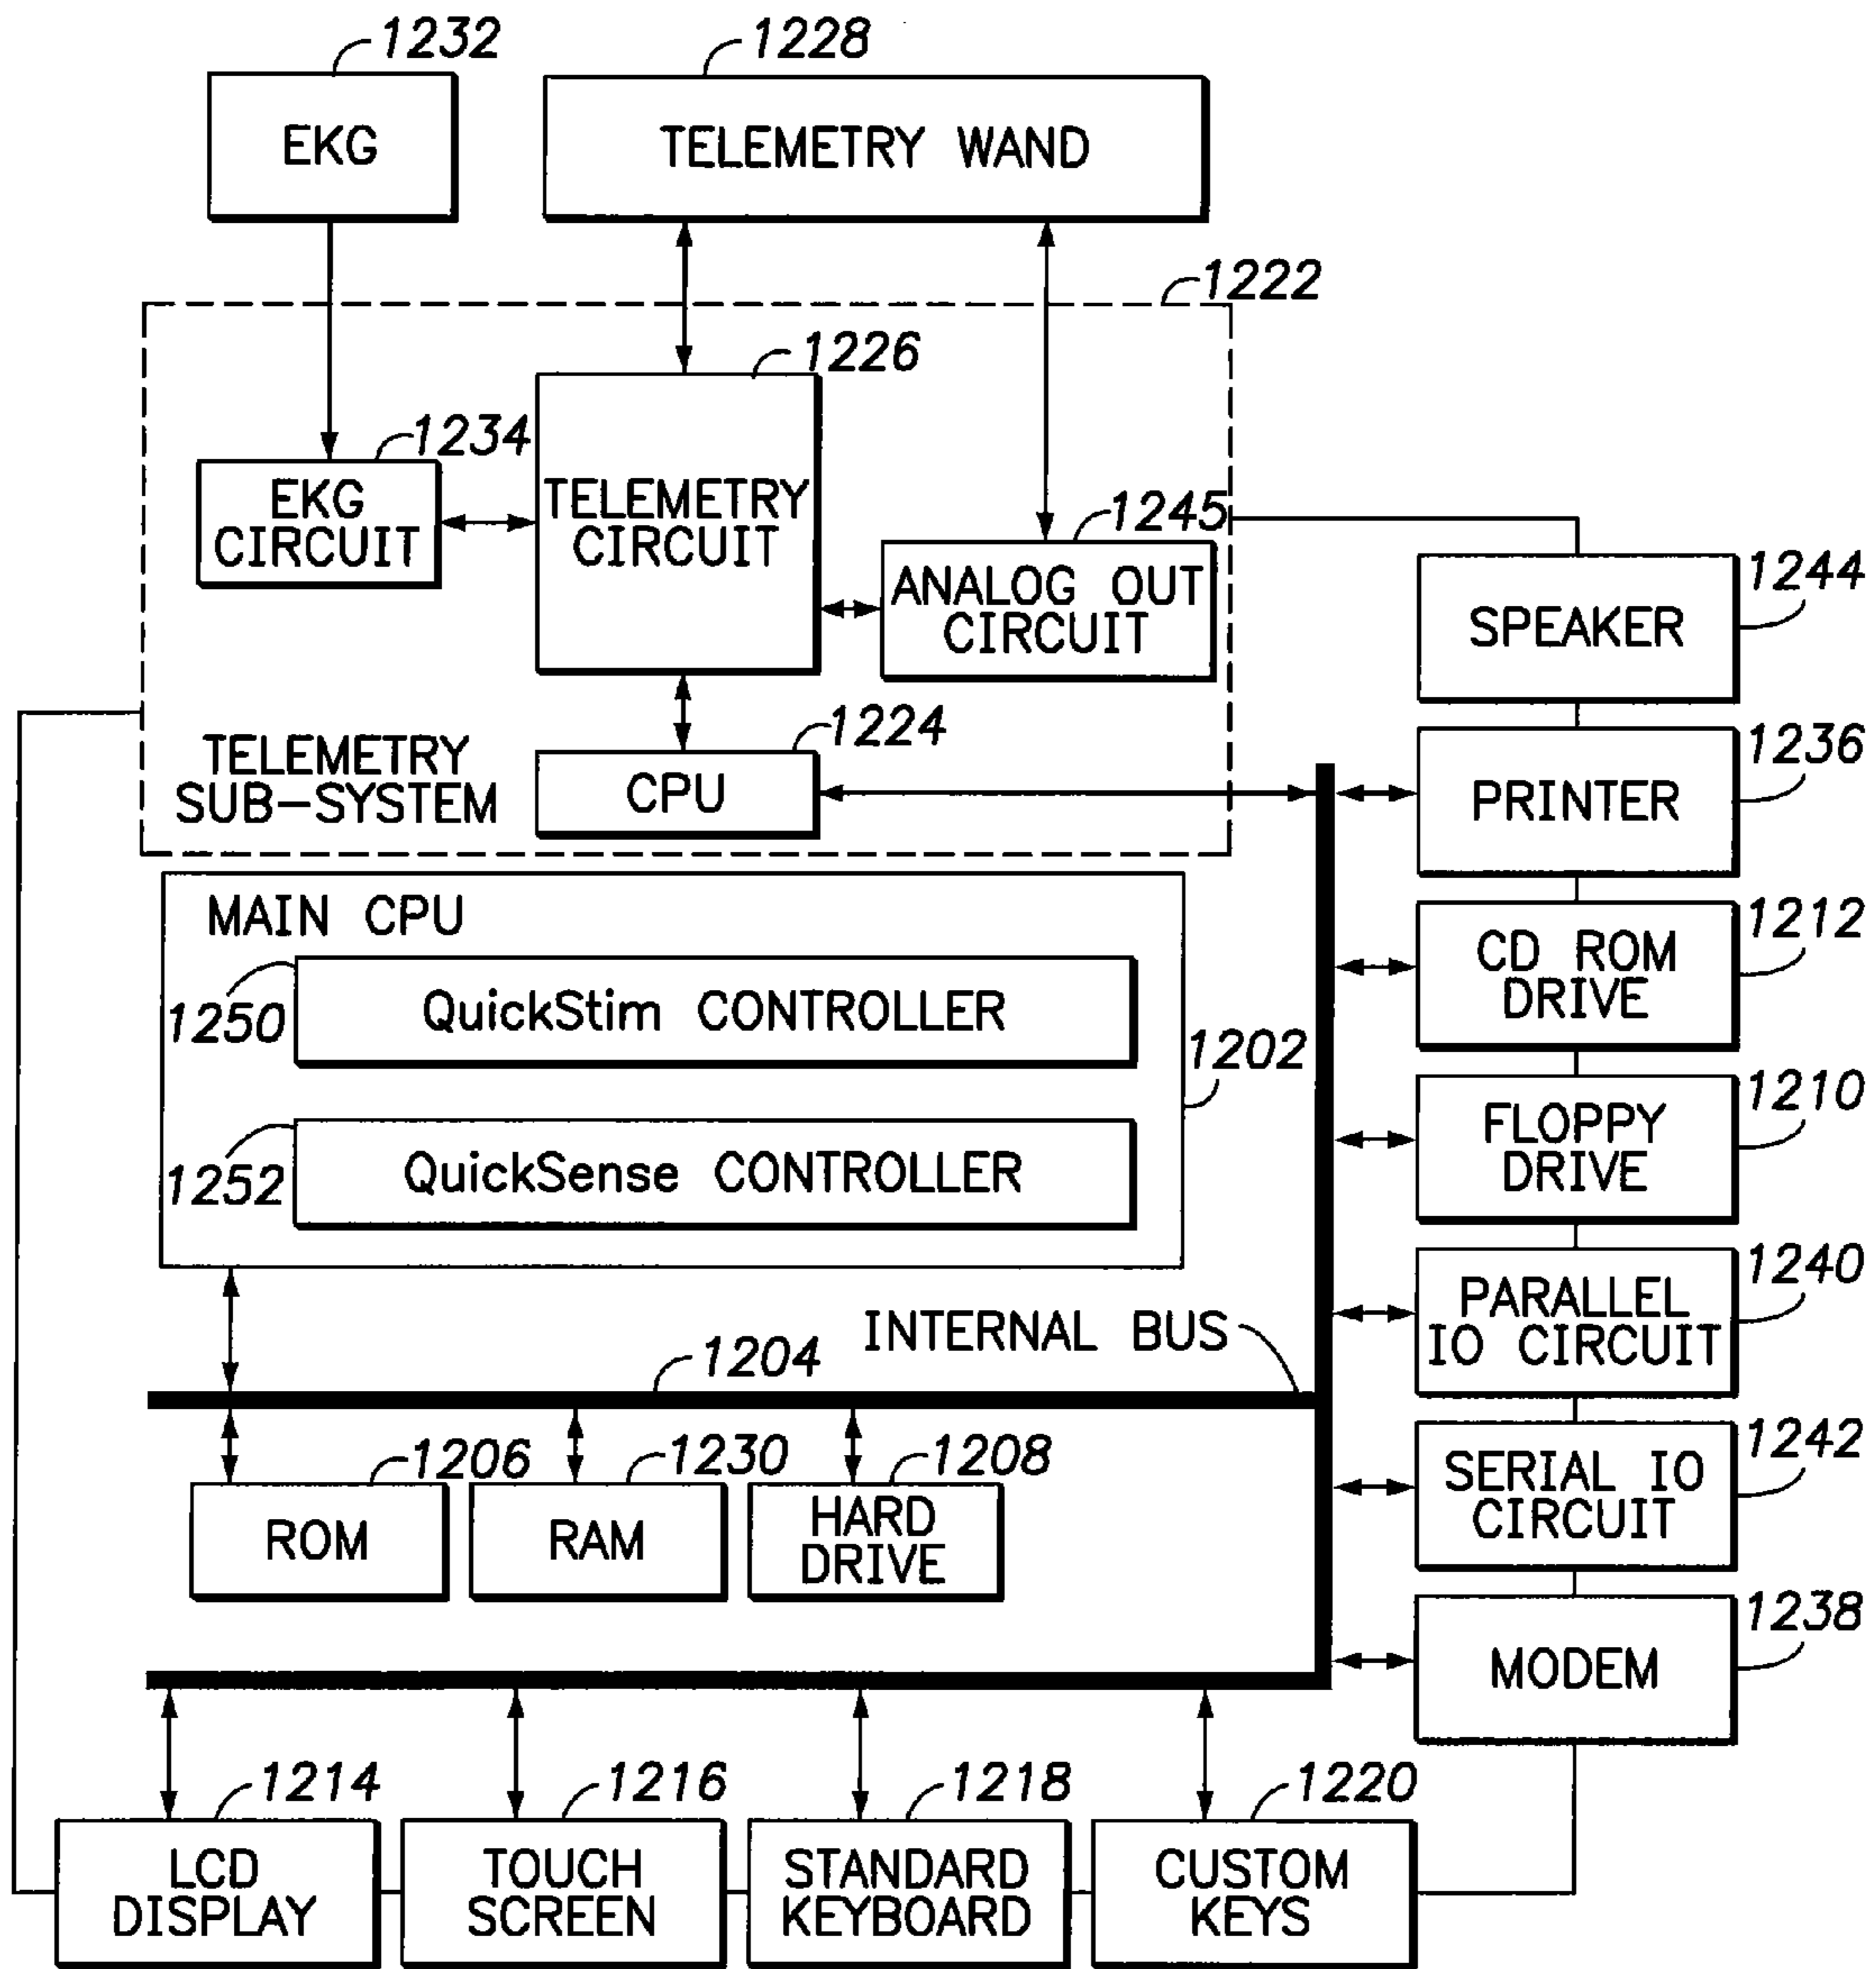 1232
1228
EKG
TELEMETRY WAND
1222
1226
1234
EKG
CIRCUIT
TELEMETRY
CIRCUIT
1245
ANALOG OUT
CIRCUIT
1244
SPEAKER
1224
TELEMETRY
SUB-SYSTEM
CPU
1236
PRINTER
MAIN CPU
1212
CD ROM
DRIVE
1250
QuickStim CONTROLLER
1202
1210
FLOPPY
DRIVE
1252
QuickSense CONTROLLER
1240
PARALLEL
IO CIRCUIT
INTERNAL BUS
1204
1242
SERIAL IO
CIRCUIT
1206
1230
1208
ROM
RAM
HARD
DRIVE
1238
MODEM
1214
1216
1218
1220
LCD
DISPLAY
TOUCH
SCREEN
STANDARD
KEYBOARD
CUSTOM
KEYS